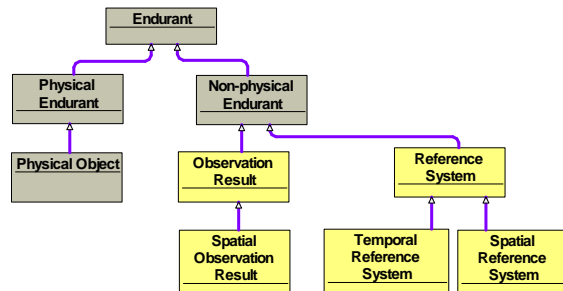 Endurant
Physical
Endurant
Non-physical
Endurant
Physical Object
Observation
Result
Reference
System
Spatial
Observation
Result
Temporal
Reference
System
Spatial
Reference
System